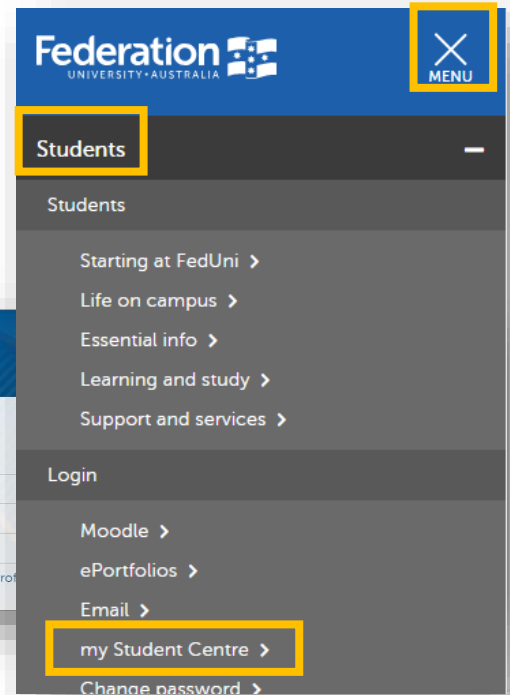 Federation
UNIVERSITY • AUSTRALIA
MENU
Students
Students
Starting at FedUni
Life on campus
Essential info
Learning and study
Support and services
Login
Moodle
ePortfolios
Email
my Student Centre
Change password